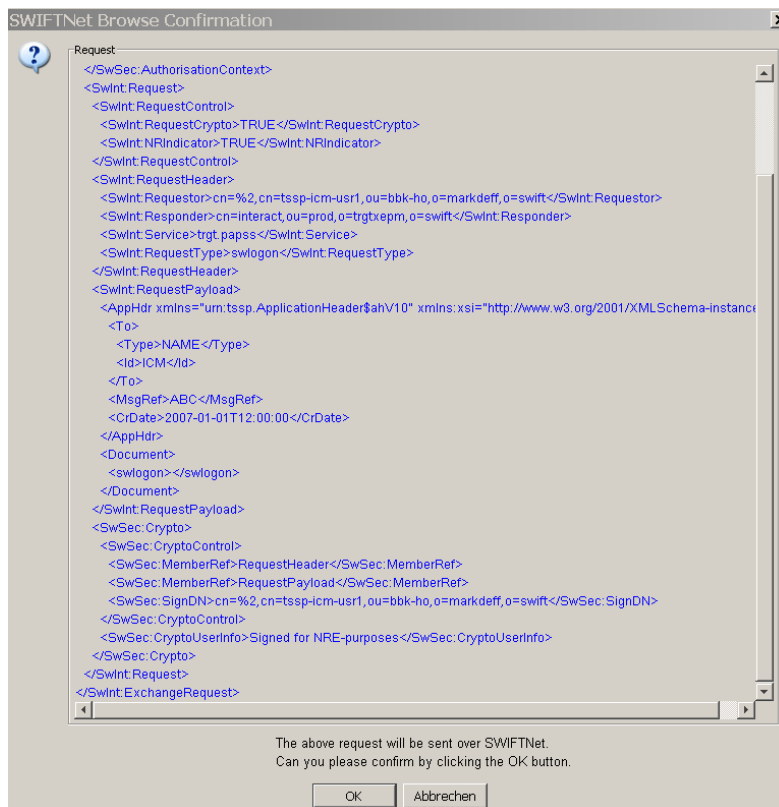 SWIFTNet Browse Confirmation
Request
</SwSec:AuthorisationContext>
<SwInt:Request>
<SwInt:RequestControl>
<SwInt:RequestCrypto>TRUE</SwInt:RequestCrypto>
<SwInt:NRIndicator>TRUE</SwInt:NRIndicator>
</SwInt:RequestControl>
<SwInt:RequestHeader>
<SwInt:Requestor>cn=%2,cn=tssp-icm-usr1,ou=bbk-ho,o=markdeff,o=swift</SwInt:Requestor>
<SwInt:Responder>cn=interact,ou=prod,o=trgtxepm,o=swift</SwInt:Responder>
<SwInt:Service>trgt.papss</SwInt:Service>
<SwInt:RequestType>swlogon</SwInt:RequestType>
</SwInt:RequestHeader>
<SwInt:RequestPayload>
<AppHdr xmlns="urn:tssp.ApplicationHeader$ahV10" xmlns:xsi="http://www.w3.org/2001/XMLSchema-instance
<To>
<Type>NAME</Type>
<Id>ICM</Id>
</To>
<MsgRef>ABC</MsgRef>
<CrDate>2007-01-01T12:00:00</CrDate>
</AppHdr>
<Document>
<swlogon></swlogon>
</Document>
</SwInt:RequestPayload>
<SwSec:Crypto>
<SwSec:CryptoControl>
<SwSec:MemberRef>RequestHeader</SwSec:MemberRef>
<SwSec:MemberRef>RequestPayload</SwSec:MemberRef>
<SwSec:SignDN>cn=%2,cn=tssp-icm-usr1,ou=bbk-ho,o=markdeff,o=swift</SwSec:SignDN>
</SwSec:CryptoControl>
<SwSec:CryptoUserInfo>Signed for NRE-purposes</SwSec:CryptoUserInfo>
</SwSec:Crypto>
</SwInt:Request>
</SwInt:ExchangeRequest>
The above request will be sent over SWIFTNet.
Can you please confirm by clicking the OK button.
OK Abbrechen